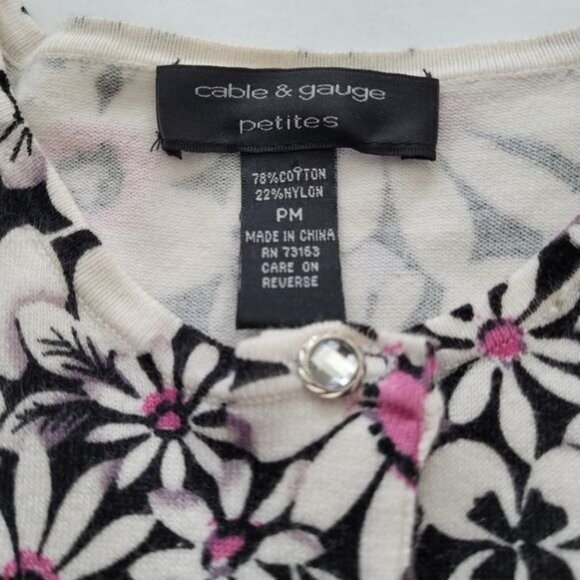 cable & gauge
petites
78%COTTON
22%NYLON
PM
MADE IN CHINA
RN 73163
CARE ON
REVERSE